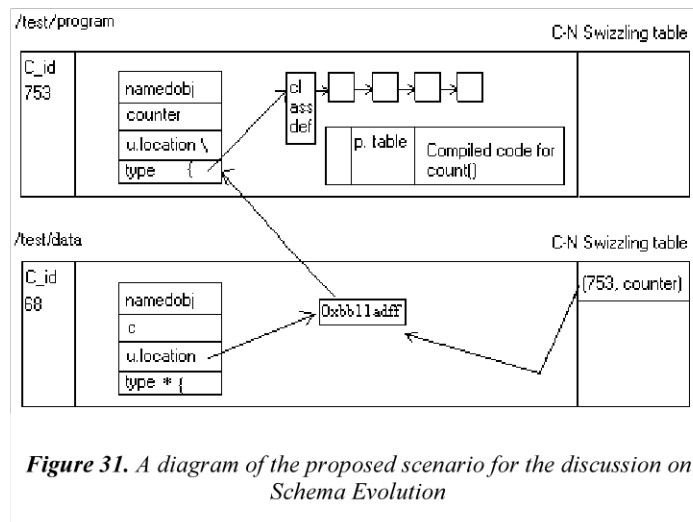 /test/program
C-N Swizzling table
C_id
753
namedobj
counter
u.location \
type {
cl
ass
def
p. table
Compiled code for
count()
/test/data
C-N Swizzling table
C_id
68
namedobj
c
u.location
type * {
0xbb11adff
(753, counter)
Figure 31. A diagram of the proposed scenario for the discussion on
Schema Evolution